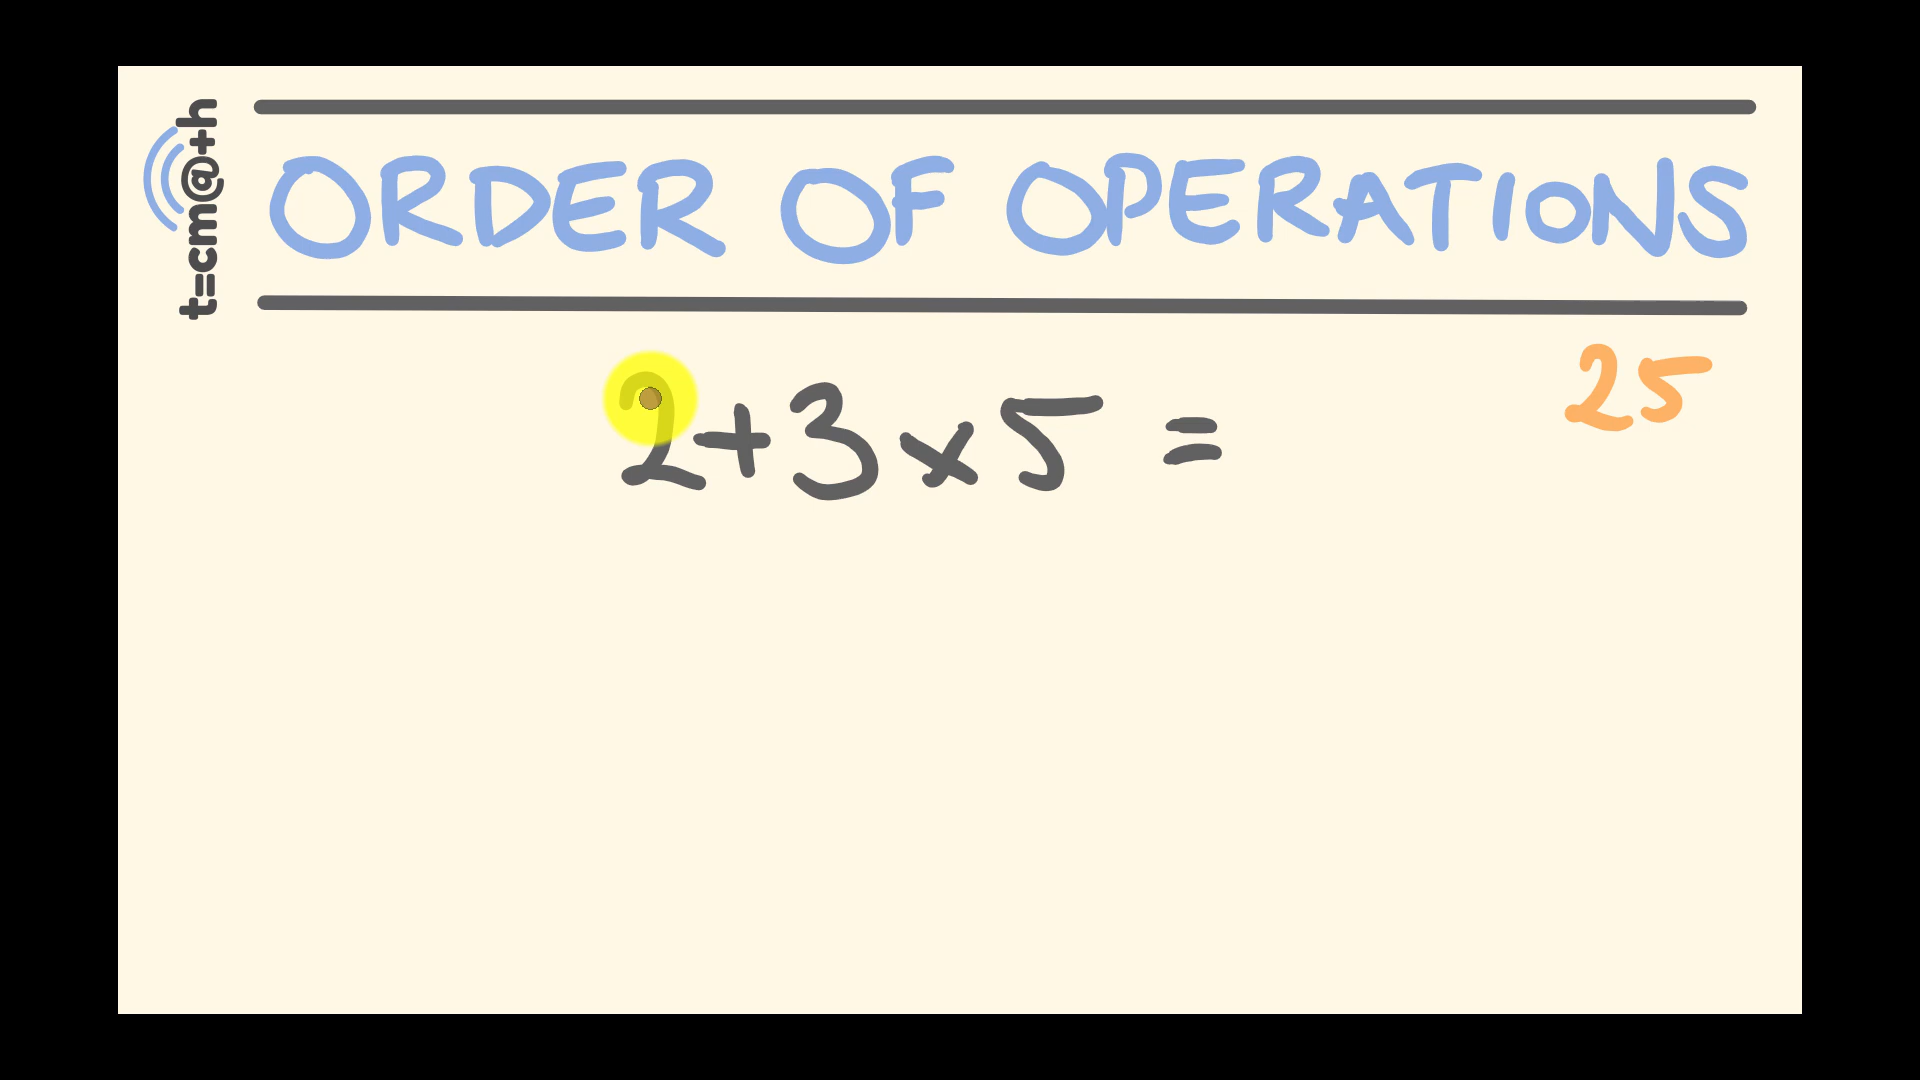 t=cm@+h
ORDER OF OPERATIONS
25
2+3×5 =